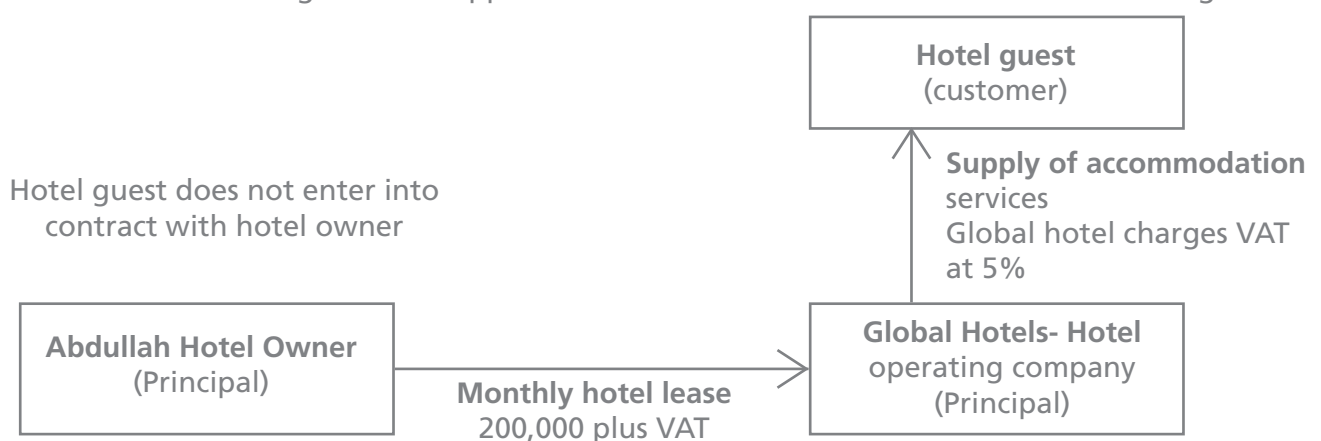 Hotel guest
(customer)
Supply of accommodation
services
Global hotel charges VAT
at 5%
Hotel guest does not enter into
contract with hotel owner
Abdullah Hotel Owner
(Principal)
Monthly hotel lease
200,000 plus VAT
Global Hotels- Hotel
operating company
(Principal)